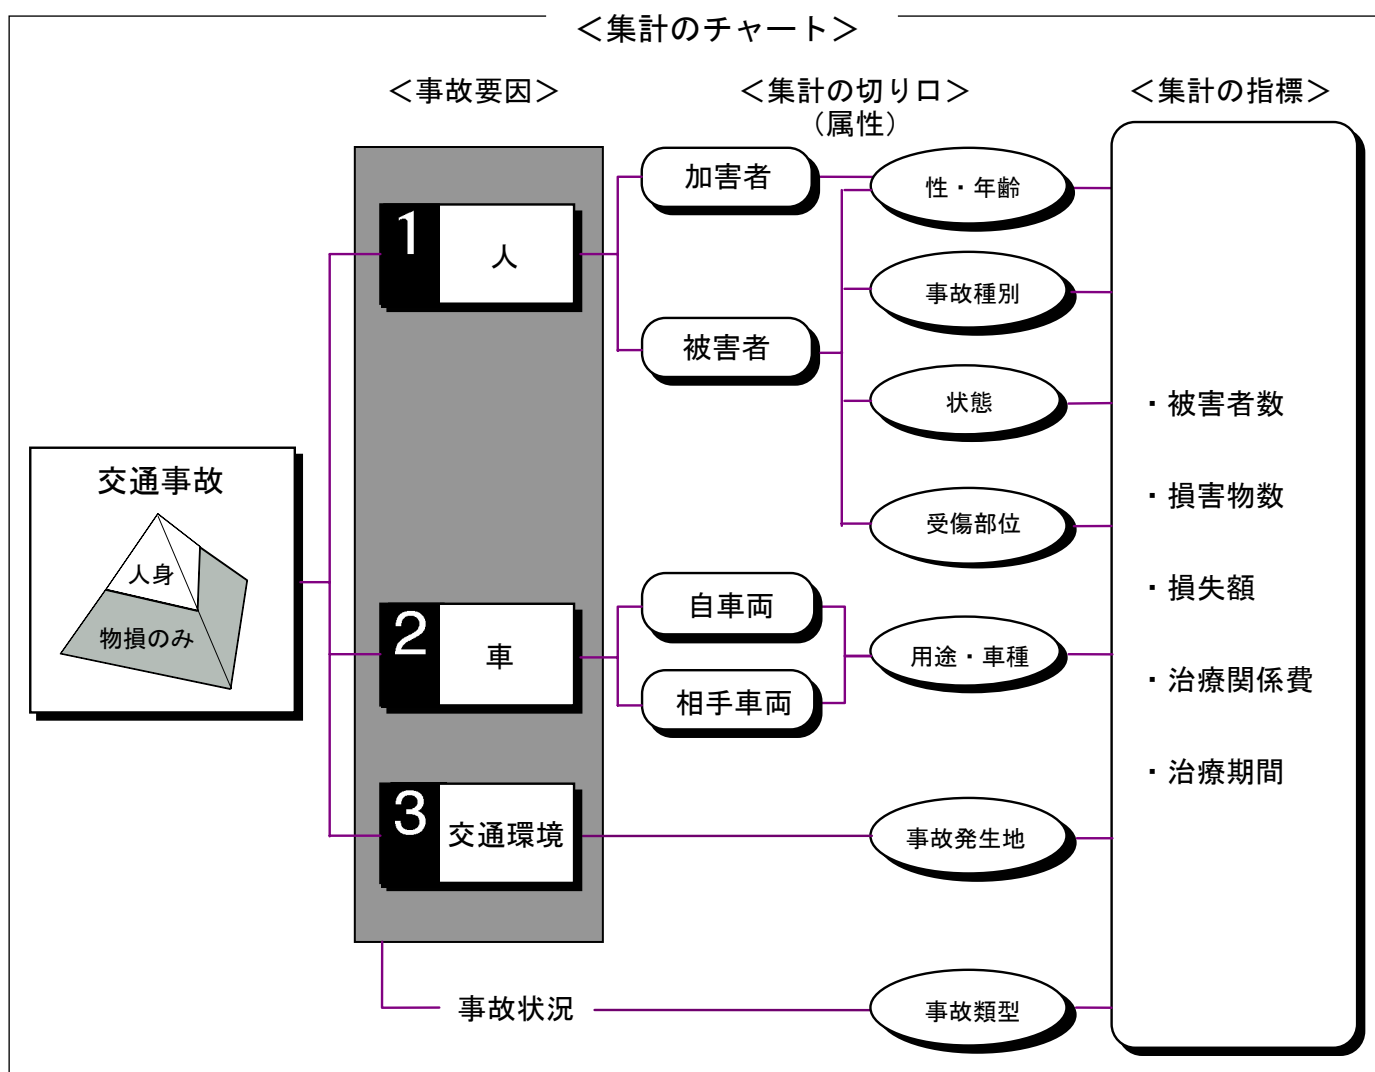 ＜集計のチャート＞
＜事故要因＞
＜集計の切り口＞
（属性）
＜集計の指標＞
交通事故
人身
物損のみ
1
人
加害者
被害者
性・年齢
事故種別
状態
受傷部位
2
車
自車両
相手車両
用途・車種
3
交通環境
事故発生地
事故状況
事故類型
・被害者数
・損害物数
・損失額
・治療関係費
・治療期間